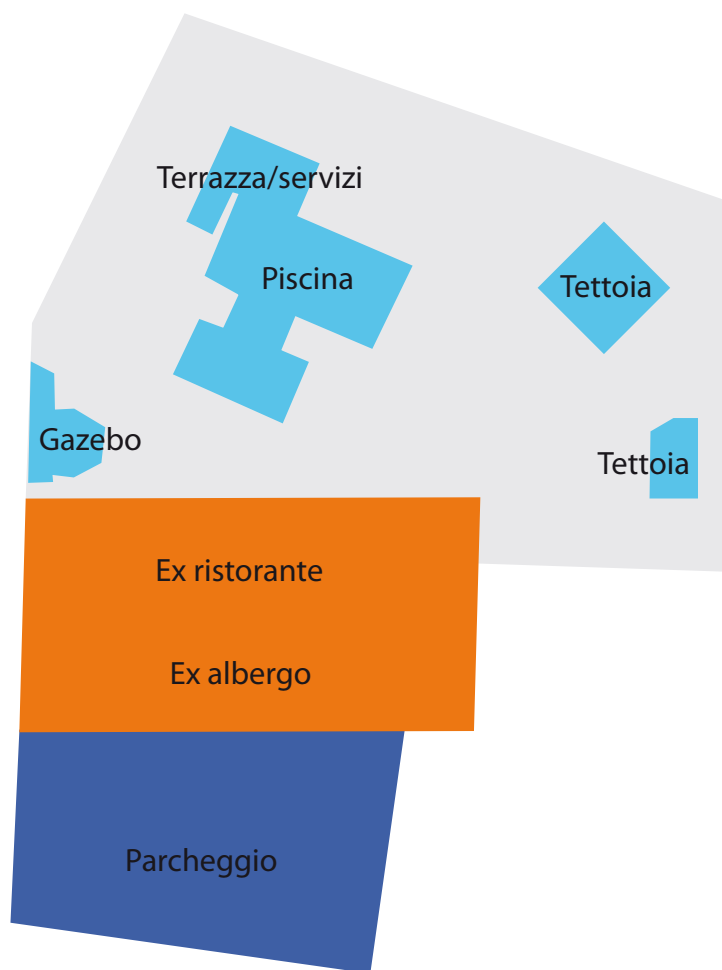 Terrazza/servizi
Piscina
Tettoia
Gazebo
Tettoia
Ex ristorante
Ex albergo
Parcheggio